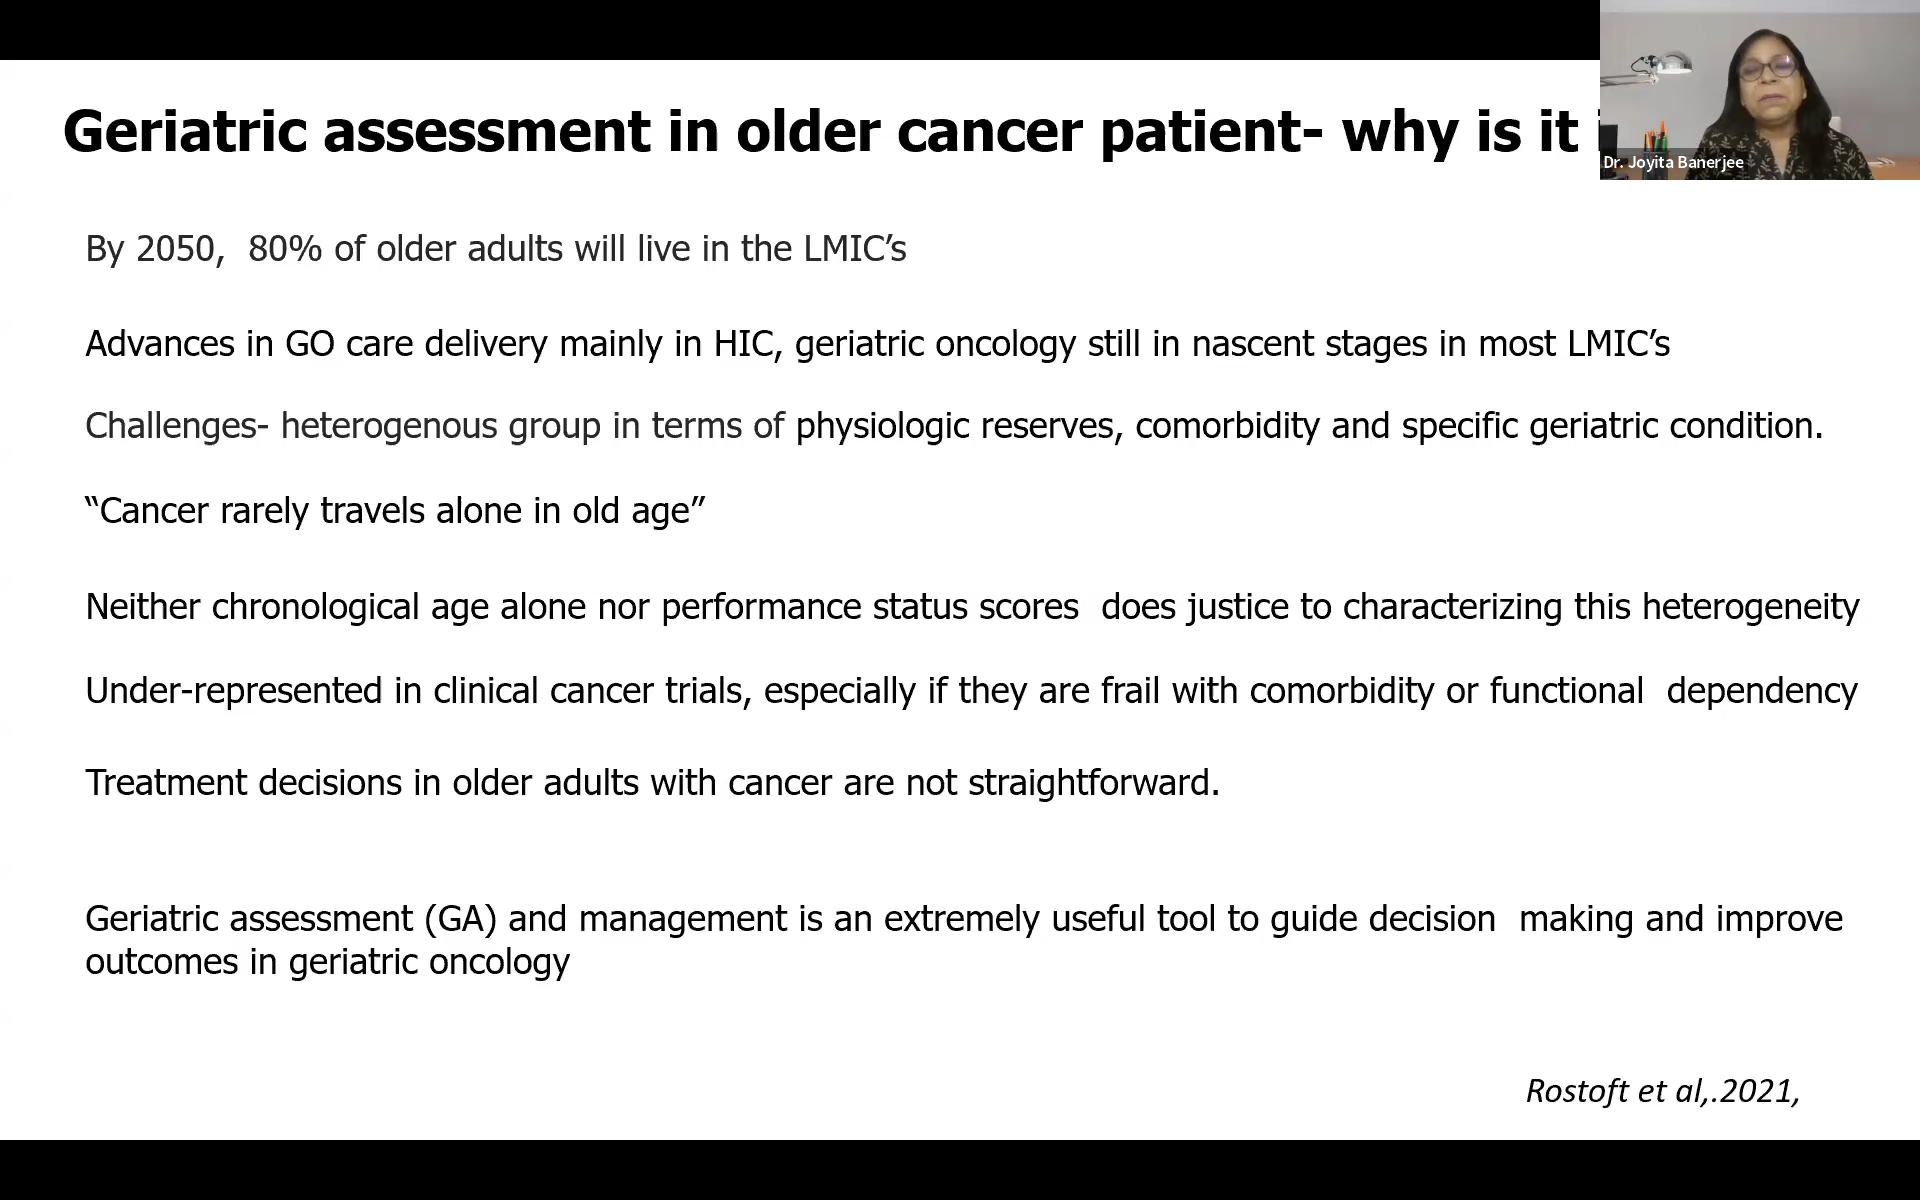 Geriatric assessment in older cancer patient- why is it
Dr. Joyita Banerjee
By 2050,  80% of older adults will live in the LMIC’s
Advances in GO care delivery mainly in HIC, geriatric oncology still in nascent stages in most LMIC’s
Challenges- heterogenous group in terms of physiologic reserves, comorbidity and specific geriatric condition.
“Cancer rarely travels alone in old age”
Neither chronological age alone nor performance status scores  does justice to characterizing this heterogeneity
Under-represented in clinical cancer trials, especially if they are frail with comorbidity or functional  dependency
Treatment decisions in older adults with cancer are not straightforward.
Geriatric assessment (GA) and management is an extremely useful tool to guide decision  making and improve
outcomes in geriatric oncology
Rostoft et al,.2021,